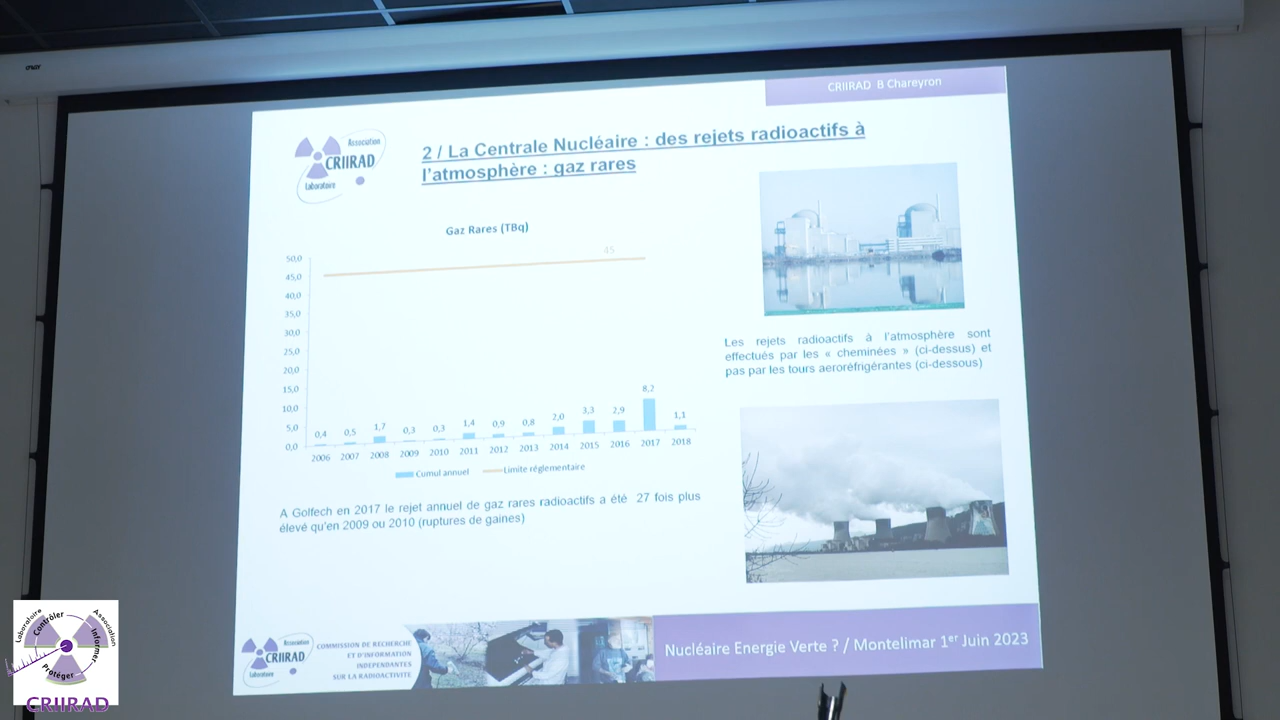 CRIIRAD B Chareyron
Association
CRIIRAD
Laboratoire
2 / La Centrale Nucléaire : des rejets radioactifs à
l'atmosphère : gaz rares
Gaz Rares (TBq)
45
50,0
45,0
40,0
35,0
30,0
25,0
20,0
15,0
10,0
5,0
0,0
0,4 0,5 1,7 0,3 0,3 1,4 0,9 0,8 2,0 3,3 2,9 8,2 1,1
2006 2007 2008 2009 2010 2011 2012 2013 2014 2015 2016 2017 2018
Cumul annuel Limite réglementaire
A Golfech en 2017 le rejet annuel de gaz rares radioactifs a été 27 fois plus
élevé qu'en 2009 ou 2010 (ruptures de gaines)
Les rejets radioactifs à l'atmosphère sont
effectués par les « cheminées » (ci-dessus) et
pas par les tours aeroréfrigérantes (ci-dessous)
Association
CRIIRAD
Laboratoire
COMMISSION DE RECHERCHE
ET D'INFORMATION
INDEPENDANTES
SUR LA RADIOACTIVITE
Nucléaire Energie Verte ? / Montelimar 1er Juin 2023
Laboratoire
Association
Contrôler
Informer
Protéger
CRIIRAD